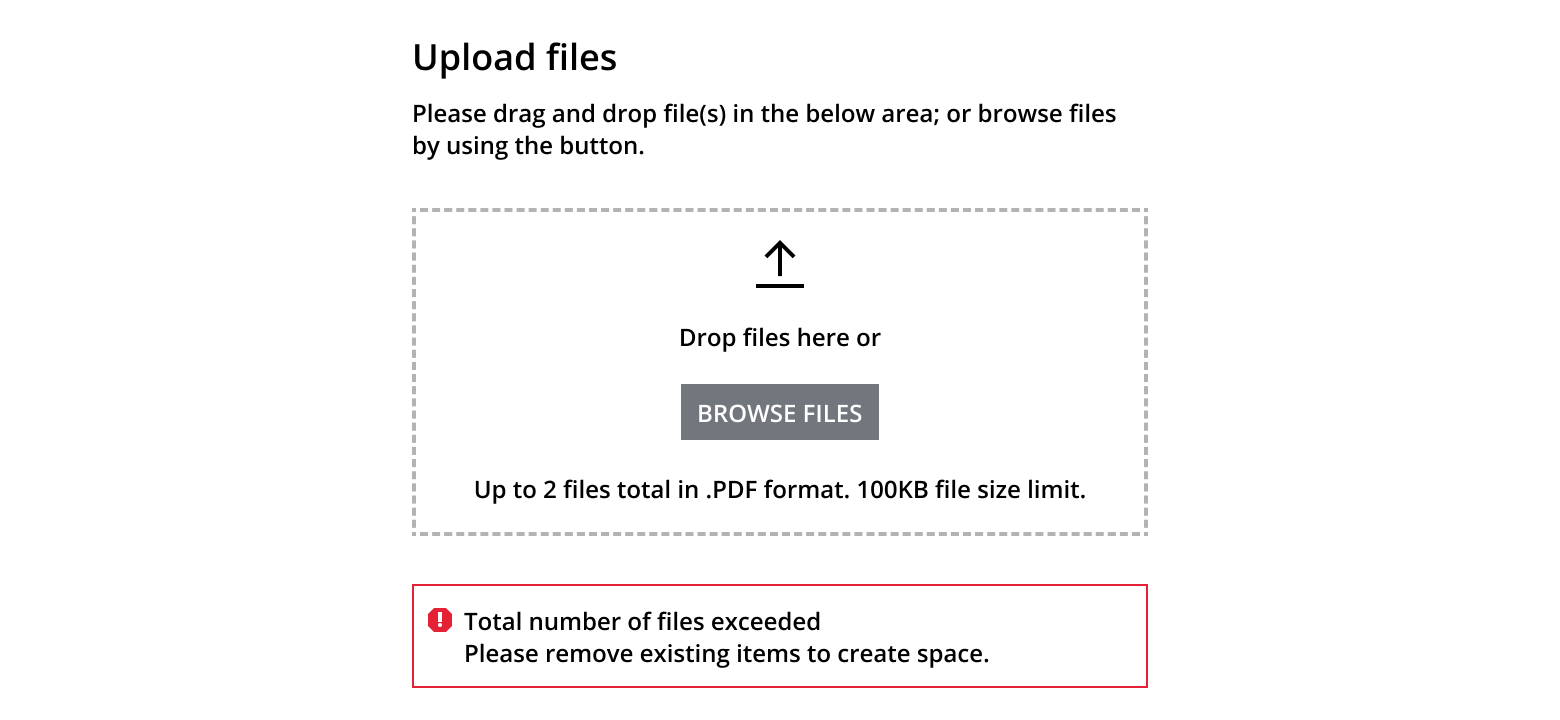 Upload files
Please drag and drop file(s) in the below area; or browse files
by using the button.
Drop files here or
BROWSE FILES
Up to 2 files total in .PDF format. 100KB file size limit.
Total number of files exceeded
Please remove existing items to create space.